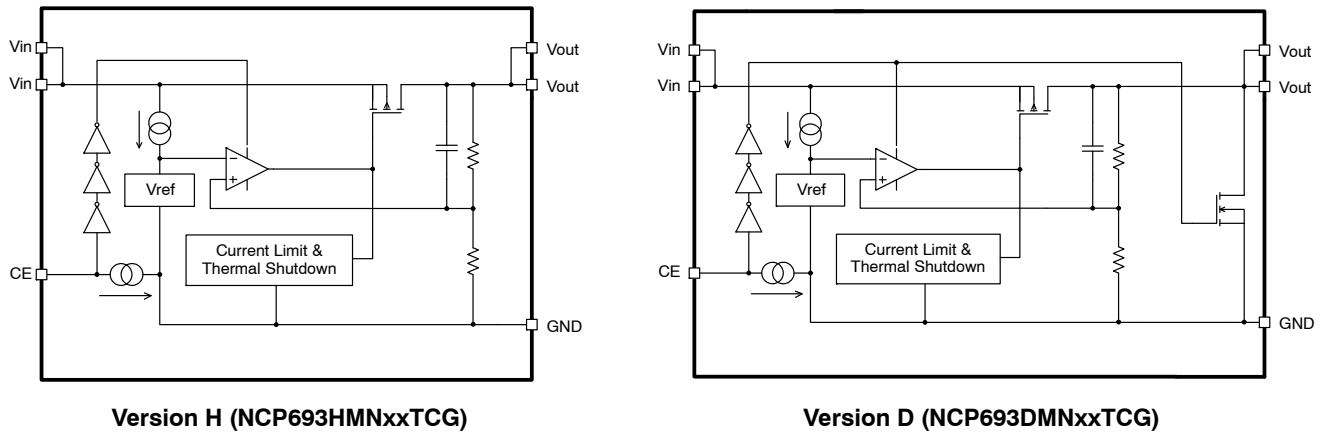 Vin
Vout
Vin
Vout
−
+
Vref
Current Limit &
Thermal Shutdown
CE
GND
Version H (NCP693HMNxxTCG)
Vin
Vout
Vin
Vout
−
+
Vref
Current Limit &
Thermal Shutdown
CE
GND
Version D (NCP693DMNxxTCG)